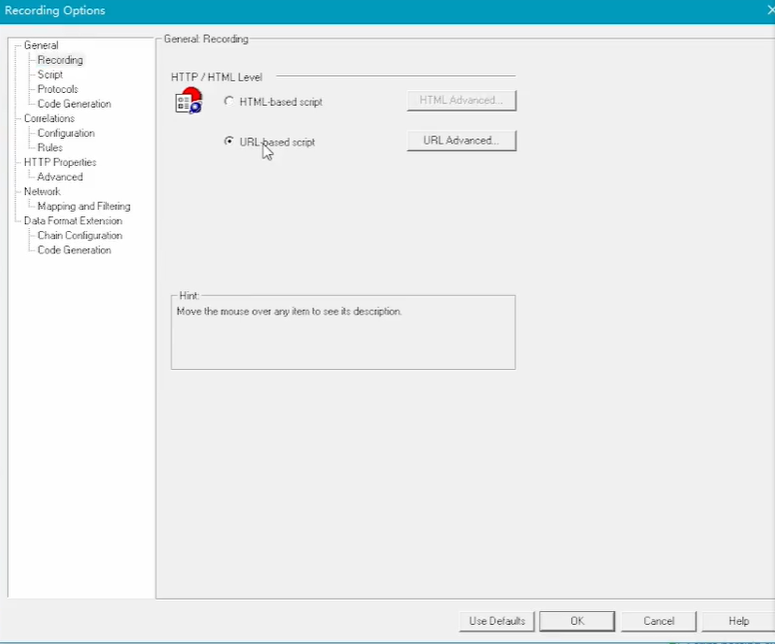 Recording Options
General
Recording
Script
Protocols
Code Generation
Correlations
Configuration
Rules
HTTP Properties
Advanced
Network
Mapping and Filtering
Data Format Extension
Chain Configuration
Code Generation
General: Recording
HTTP / HTML Level
HTML-based script
HTML Advanced...
URL-based script
URL Advanced...
Hint:
Move the mouse over any item to see its description.
Use Defaults
OK
Cancel
Help